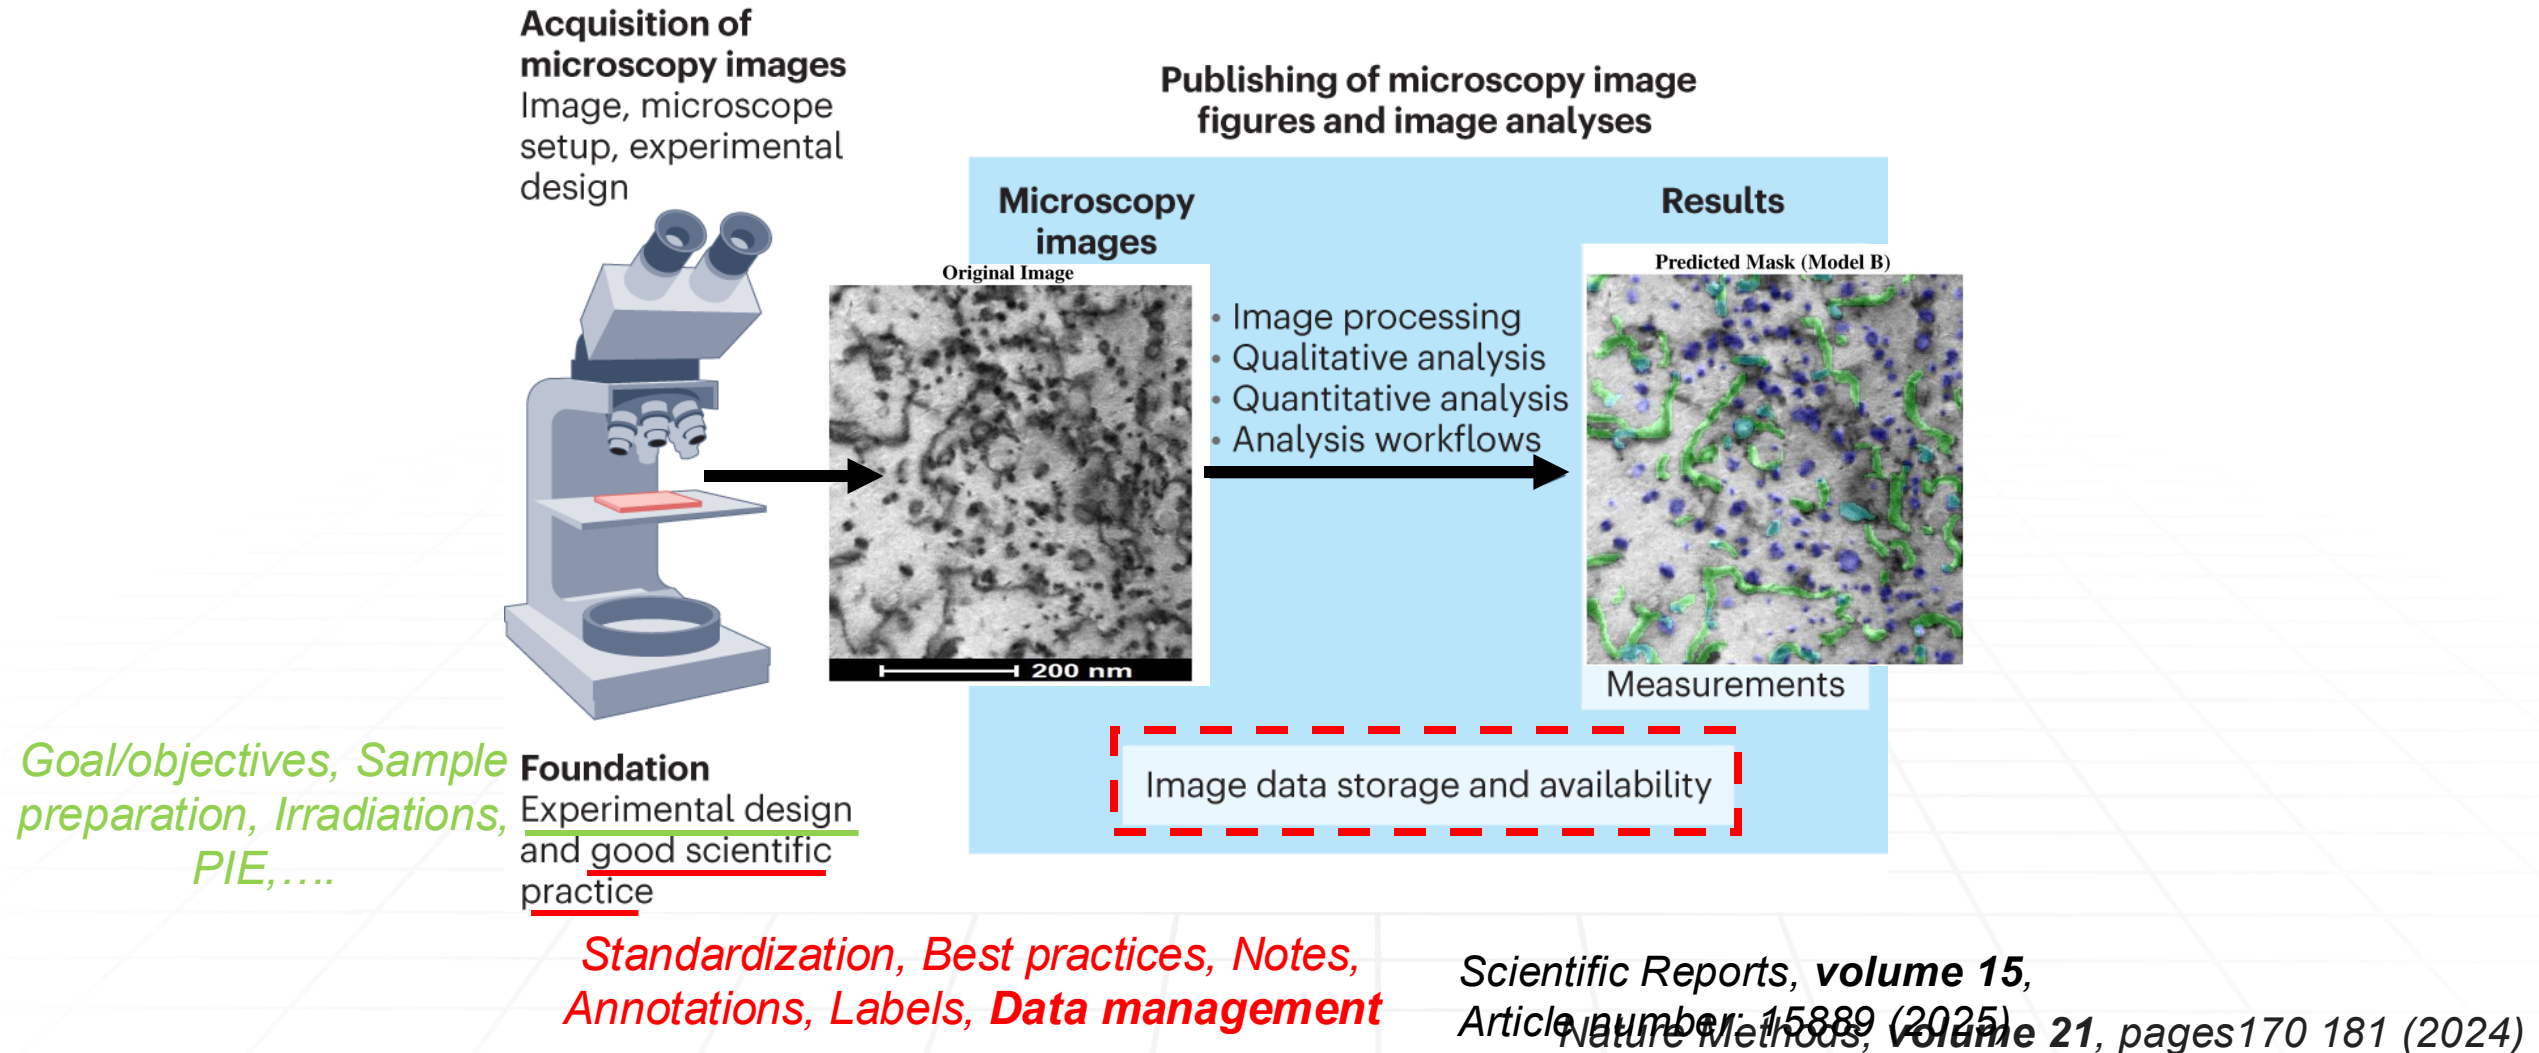 Acquisition of
microscopy images
Image, microscope
setup, experimental
design
Publishing of microscopy image
figures and image analyses
Microscopy
images
Results
Original Image
Predicted Mask (Model B)
• Image processing
• Qualitative analysis
• Quantitative analysis
• Analysis workflows
200 nm
Measurements
Image data storage and availability
Goal/objectives, Sample
preparation, Irradiations,
PIE,….
Foundation
Experimental design
and good scientific
practice
Standardization, Best practices, Notes,
Annotations, Labels, Data management
Scientific Reports, volume 15,
Article number: 15889 (2025)
Nature Methods, volume 21, pages170 181 (2024)